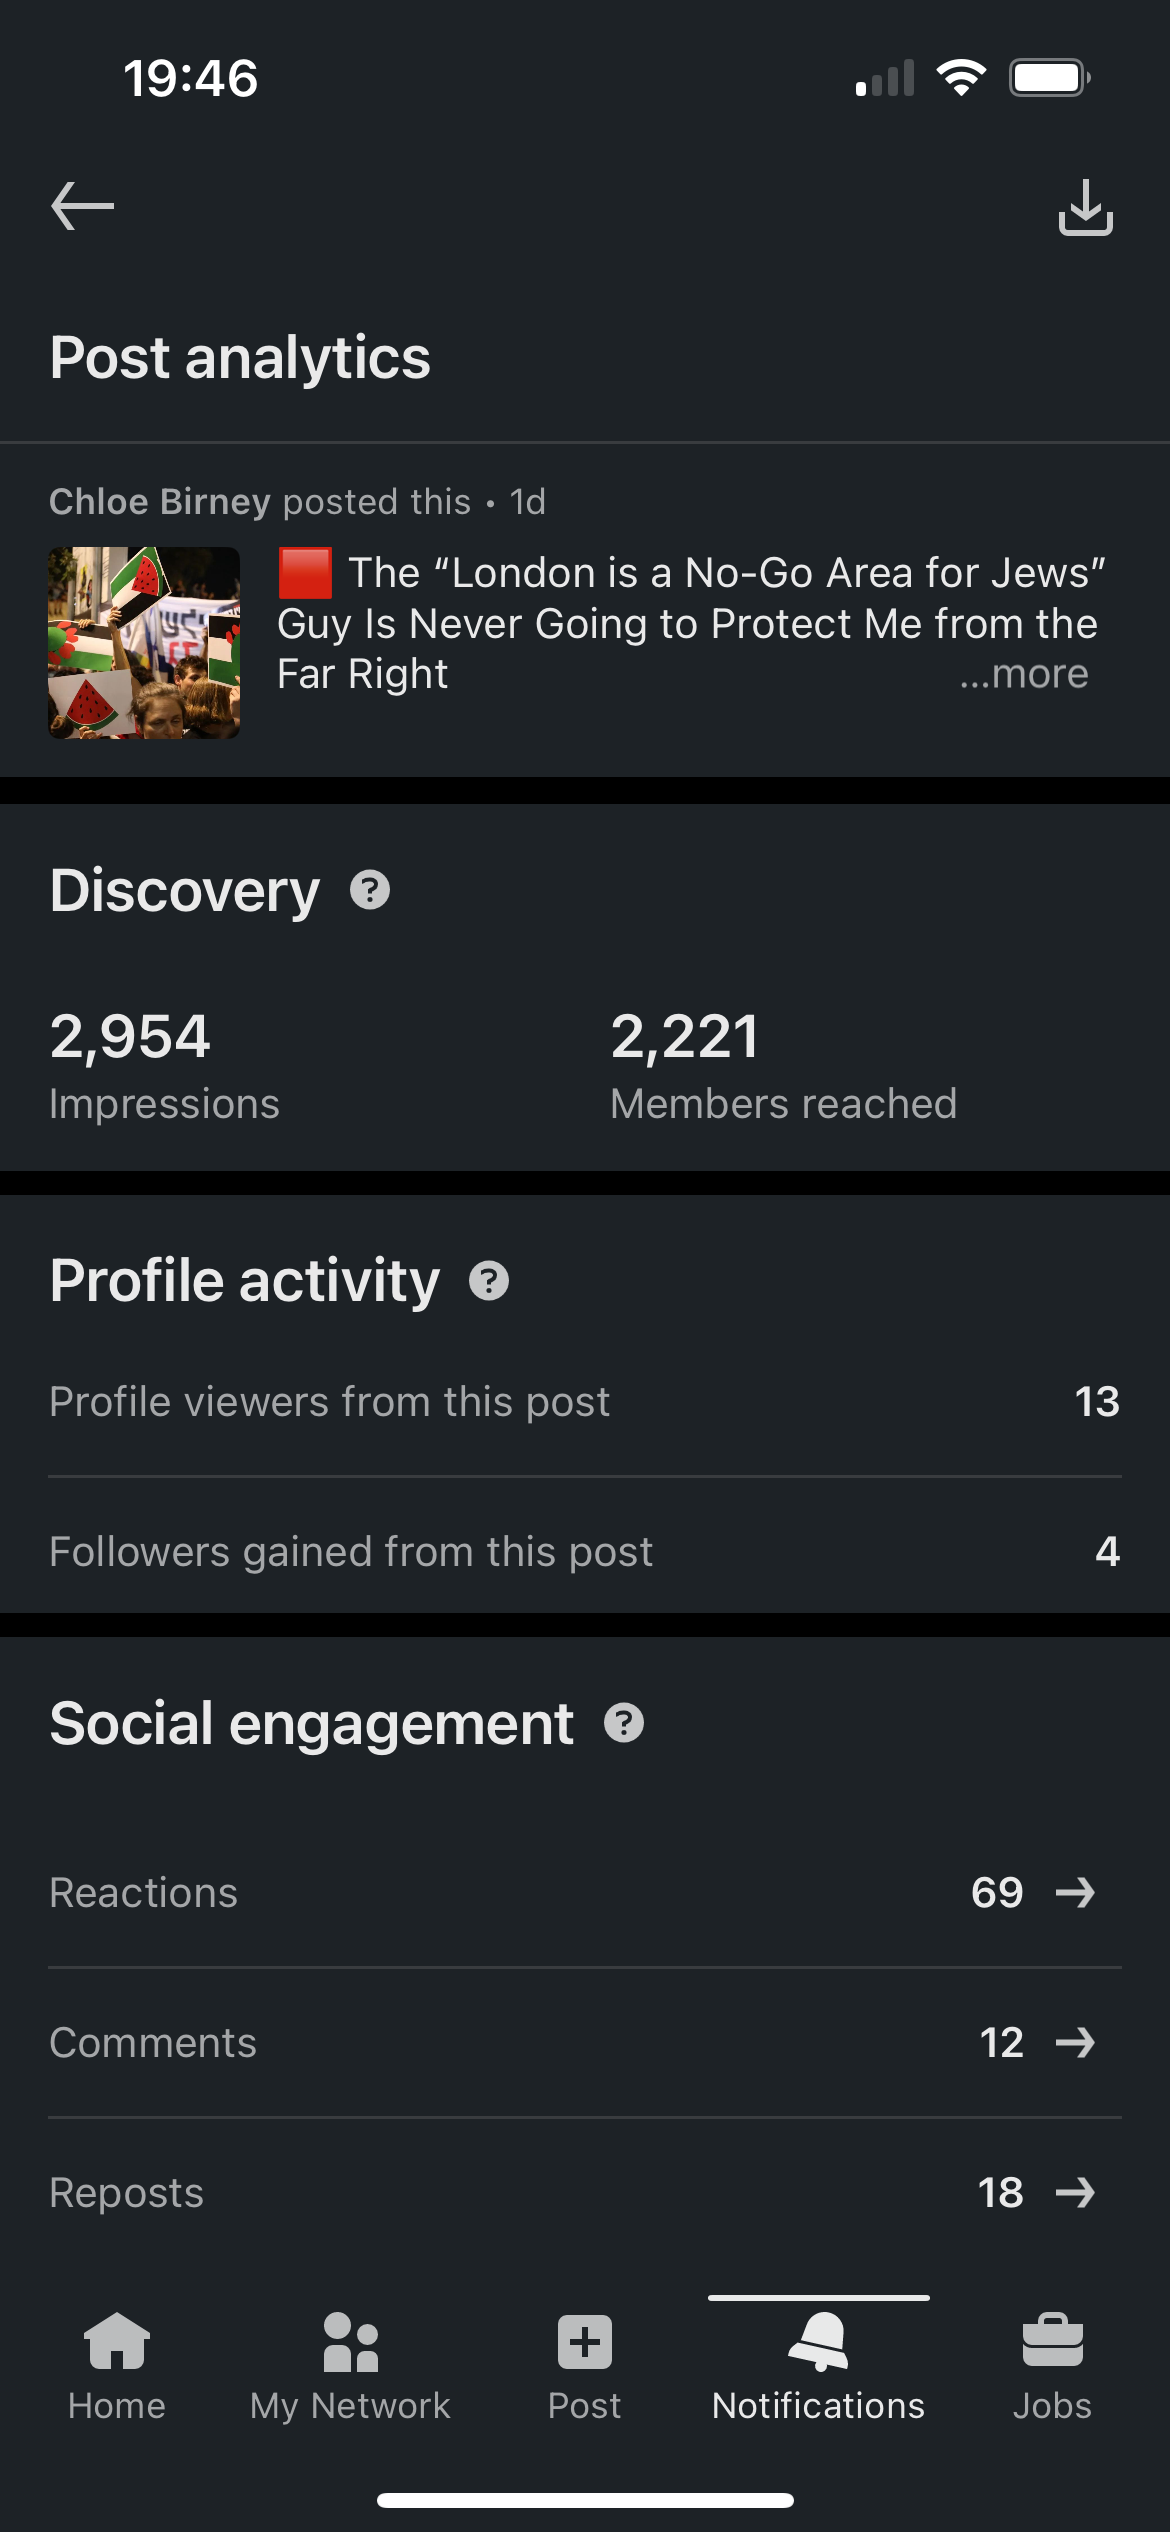 19:46
Post analytics
Chloe Birney posted this • 1d
🟥 The “London is a No-Go Area for Jews”
Guy Is Never Going to Protect Me from the
Far Right ...more
Discovery ?
2,954 2,221
Impressions Members reached
Profile activity ?
Profile viewers from this post 13
Followers gained from this post 4
Social engagement ?
Reactions 69
Comments 12
Reposts 18
Home My Network Post Notifications Jobs